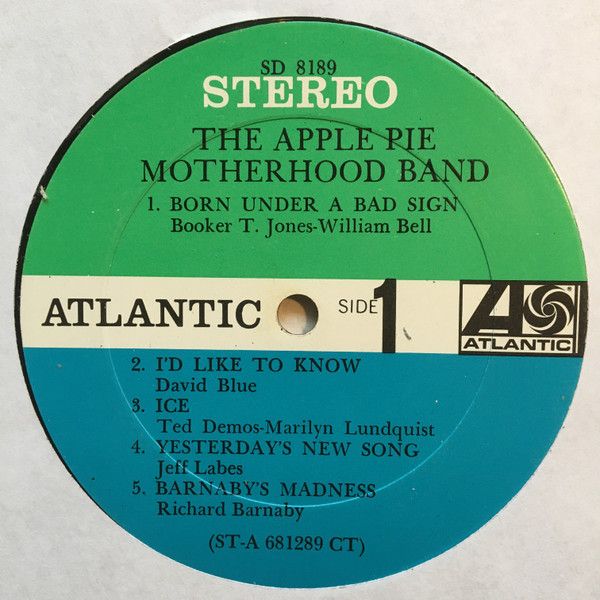 SD 8189
STEREO
THE APPLE PIE
MOTHERHOOD BAND
1. BORN UNDER A BAD SIGN
Booker T. Jones-William Bell
ATLANTIC
SIDE 1
ATLANTIC
2. I'D LIKE TO KNOW
David Blue
3. ICE
Ted Demos-Marilyn Lundquist
4. YESTERDAY'S NEW SONG
Jeff Labes
5. BARNABY'S MADNESS
Richard Barnaby
(ST-A 681289 CT)